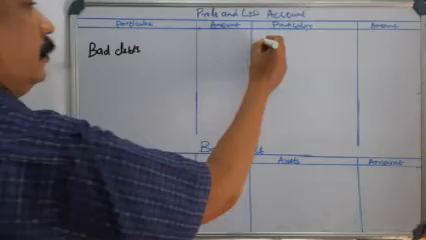 Profit and Loss Account
Particulars Amount Particulars Amount
Bad debts
Assets Amount